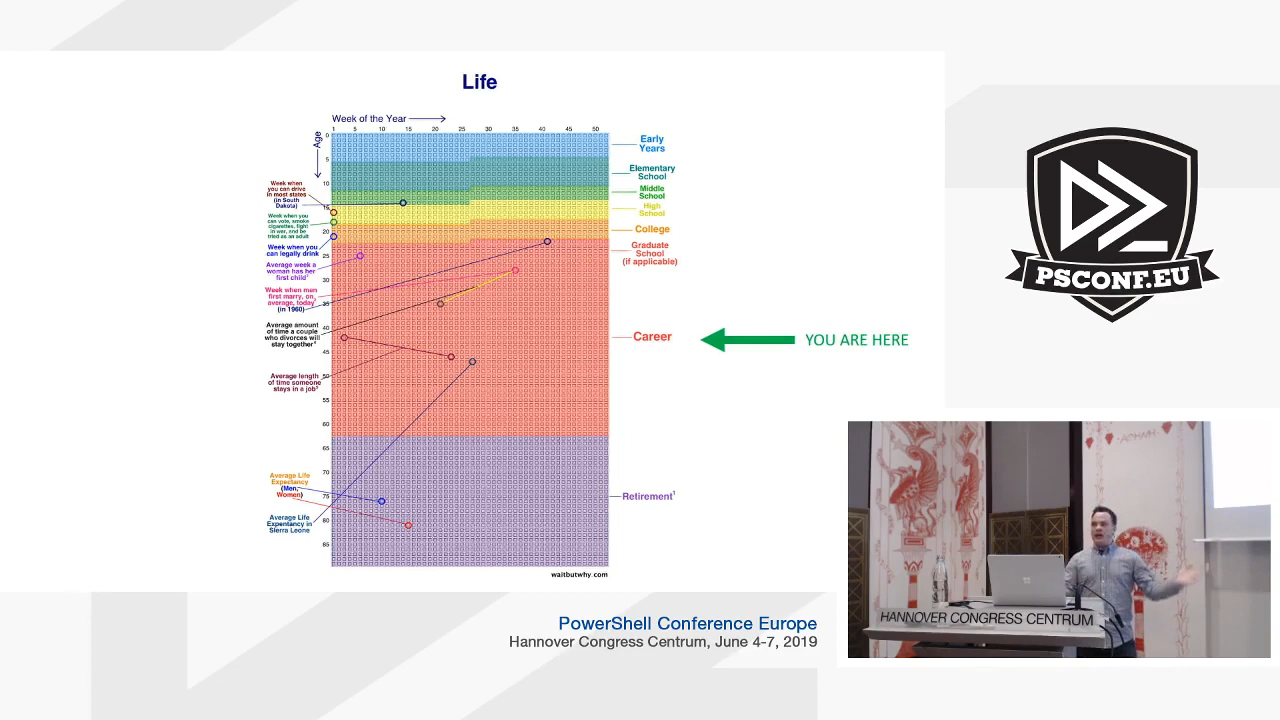 Life
Week of the Year
1 5 10 15 20 25 30 35 40 45 50
Age
0
5
10
15
20
25
30
35
40
45
50
55
60
65
70
75
80
85
Week when
you can drive
in most states
(in South
Dakota)
Week when you
can vote, smoke
cigarettes, fight
in war, and be
tried as an adult
Week when you
can legally drink
Average week a
woman has her
first child
Week when men
first marry, on
average, today
(in 1960)
Average amount
of time a couple
who divorces will
stay together
Average length
of time someone
stays in a job
Average Life
Expectancy
(Men,
Women)
Average Life
Expentancy in
Sierra Leone
Early
Years
Elementary
School
Middle
School
High
School
College
Graduate
School
(if applicable)
Career
Retirement¹
YOU ARE HERE
waitbutwhy.com
PSCONF.EU
PowerShell Conference Europe
Hannover Congress Centrum, June 4-7, 2019
HANNOVER CONGRESS CENTRUM